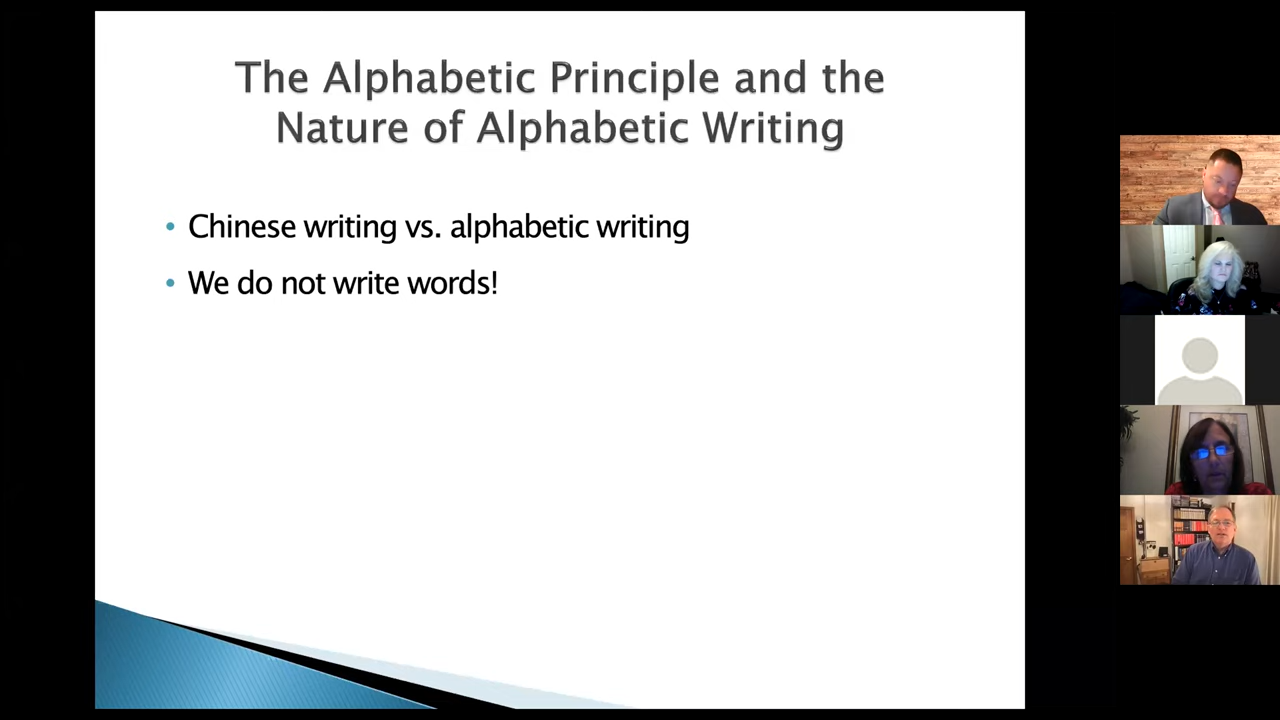 The Alphabetic Principle and the
Nature of Alphabetic Writing
• Chinese writing vs. alphabetic writing
• We do not write words!